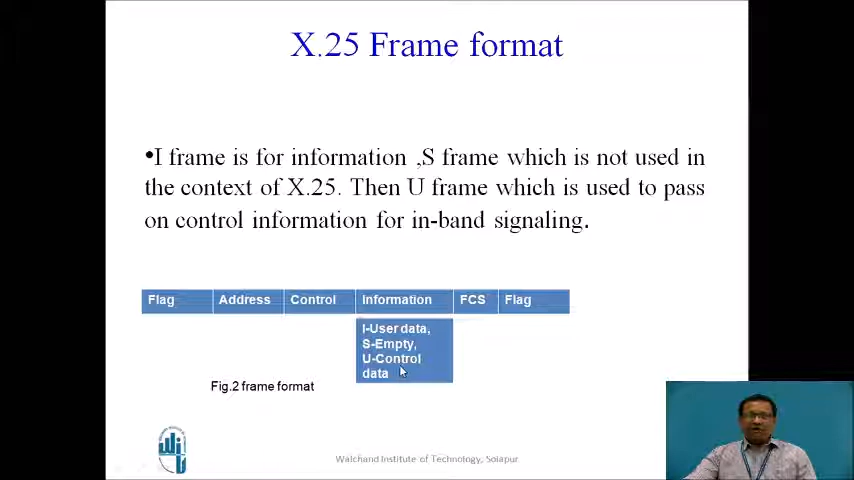 X.25 Frame format
•I frame is for information ,S frame which is not used in
the context of X.25. Then U frame which is used to pass
on control information for in-band signaling.
Flag Address Control Information FCS Flag
I-User data,
S-Empty,
U-Control
data
Fig.2 frame format
Walchand Institute of Technology, Solapur